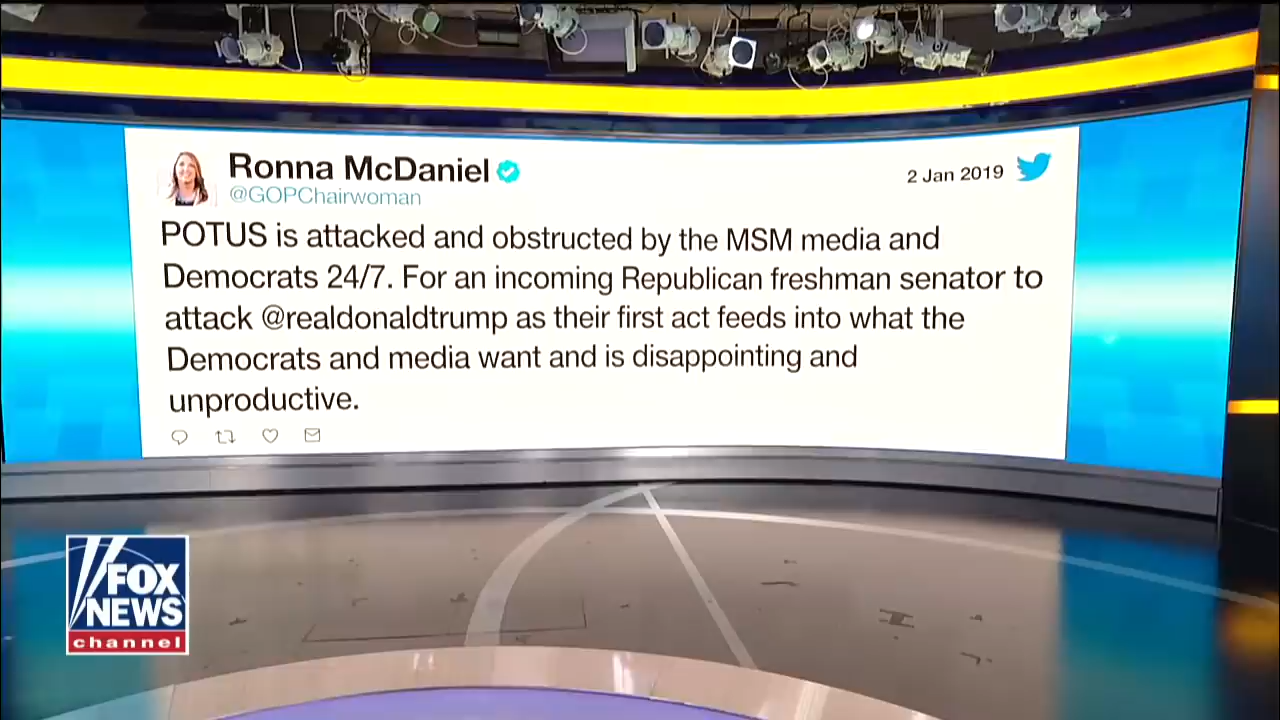 Ronna McDaniel
@GOPChairwoman
2 Jan 2019
POTUS is attacked and obstructed by the MSM media and
Democrats 24/7. For an incoming Republican freshman senator to
attack @realdonaldtrump as their first act feeds into what the
Democrats and media want and is disappointing and
unproductive.
FOX
NEWS
channel